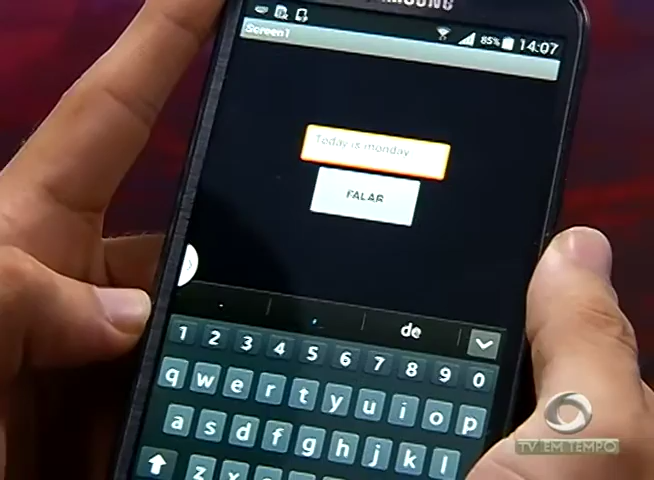 SAMSUNG
85% 14:07
Screen1
Today is monday
FALAR
de
1 2 3 4 5 6 7 8 9 0
q w e r t y u i o p
a s d f g h j k l
z x c v b
TV EM TEMPO